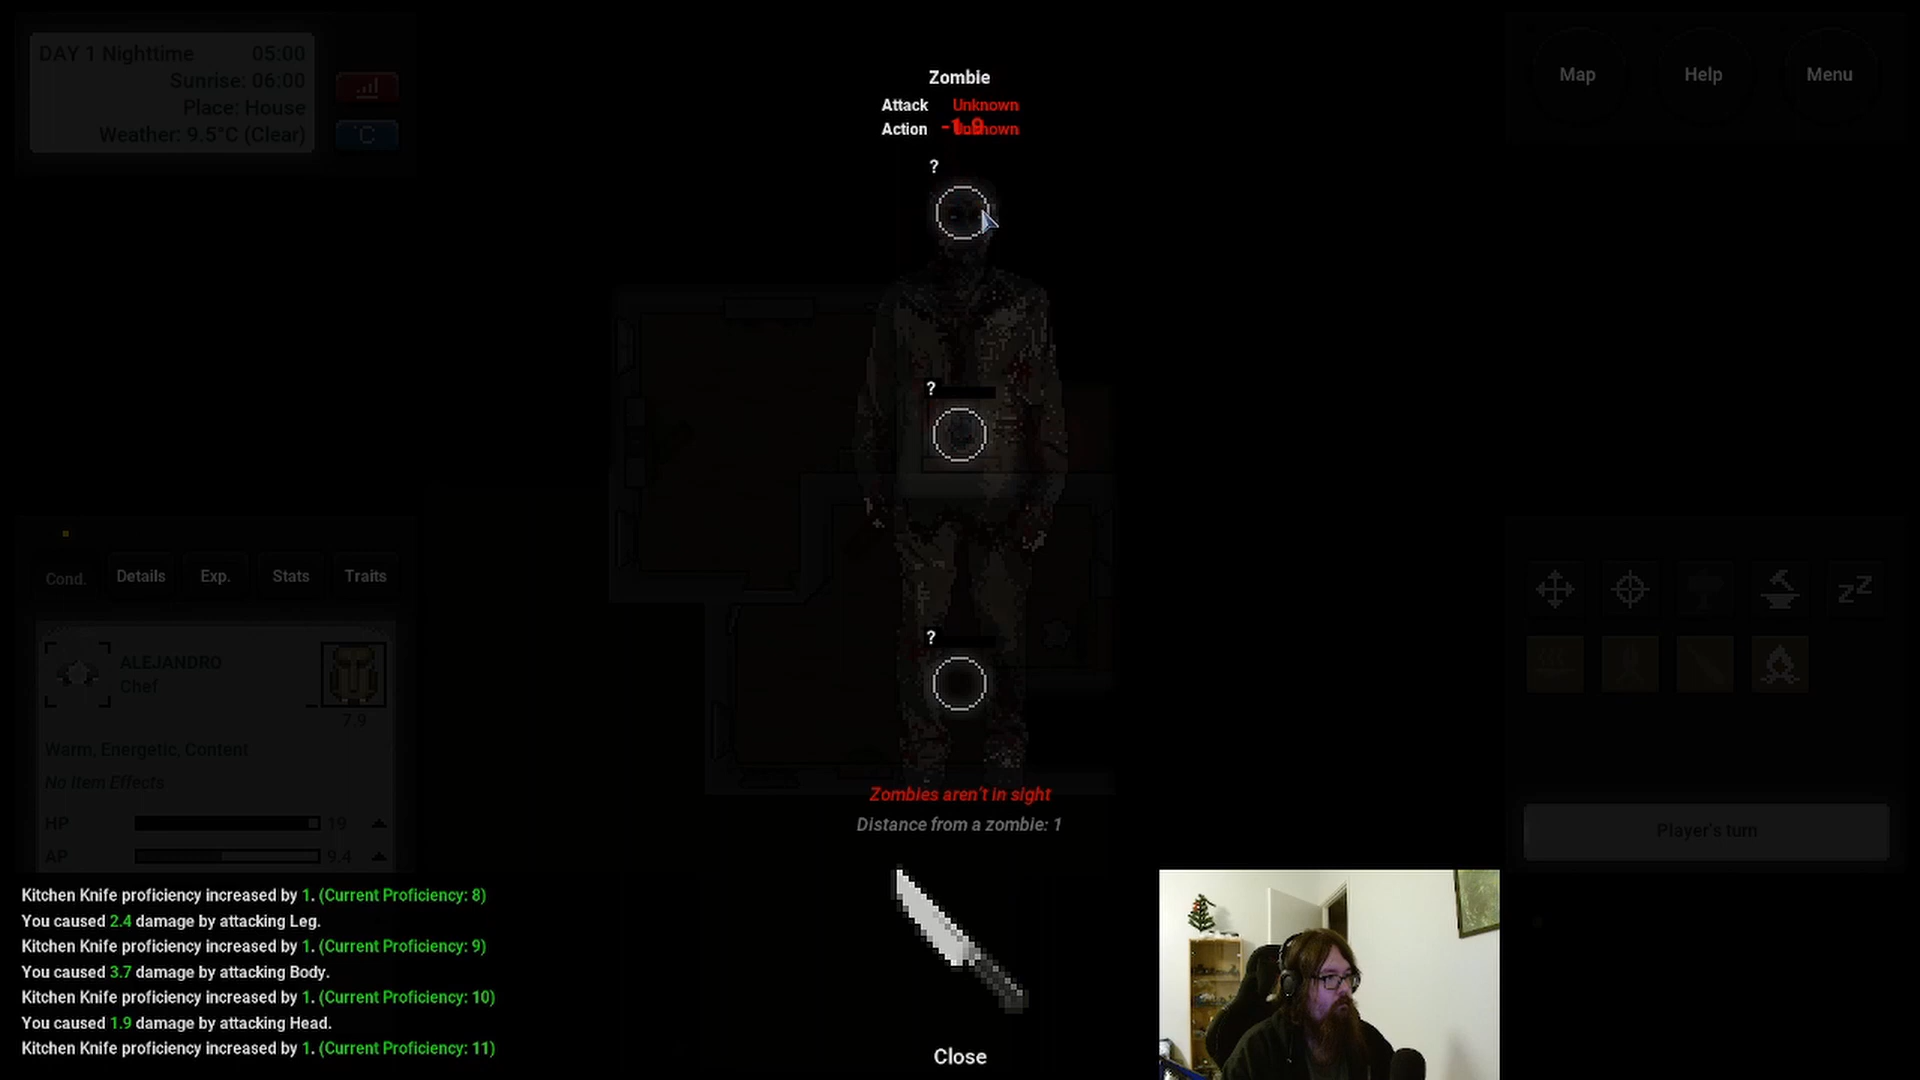 DAY 1 Nighttime 05:00
Sunrise: 06:00
Place: House
Weather: 9.5°C (Clear)
°C
Zombie
Attack Unknown
Action Unknown
-1.9
?
?
?
Map Help Menu
Cond. Details Exp. Stats Traits
ALEJANDRO
Chef
7.9
Warm, Energetic, Content
No Item Effects
HP 19
AP 9.4
zZ
Player's turn
Zombies aren't in sight
Distance from a zombie: 1
Kitchen Knife proficiency increased by 1. (Current Proficiency: 8)
You caused 2.4 damage by attacking Leg.
Kitchen Knife proficiency increased by 1. (Current Proficiency: 9)
You caused 3.7 damage by attacking Body.
Kitchen Knife proficiency increased by 1. (Current Proficiency: 10)
You caused 1.9 damage by attacking Head.
Kitchen Knife proficiency increased by 1. (Current Proficiency: 11)
Close